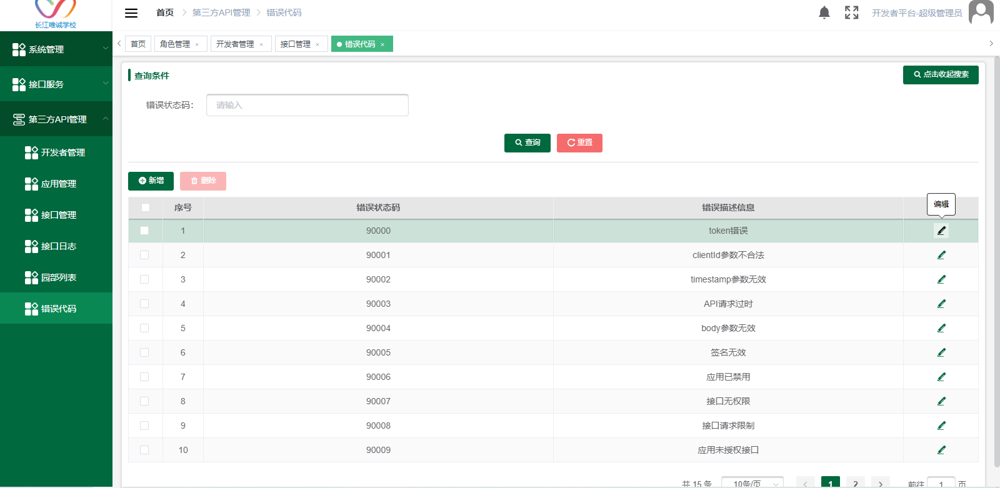 长江唯诚学校
首页 > 第三方API管理 > 错误代码
开发者平台-超级管理员
系统管理
接口服务
第三方API管理
开发者管理
应用管理
接口管理
接口日志
园部列表
错误代码
首页 角色管理 × 开发者管理 × 接口管理 × 错误代码 ×
查询条件
点击收起搜索
错误状态码: 请输入
查询 重置
新增 删除
序号 错误状态码 错误描述信息
编辑
1 90000 token错误
2 90001 clientId参数不合法
3 90002 timestamp参数无效
4 90003 API请求过时
5 90004 body参数无效
6 90005 签名无效
7 90006 应用已禁用
8 90007 接口无权限
9 90008 接口请求限制
10 90009 应用未授权接口
共 15 条 10条/页 < 1 2 > 前往 1 页